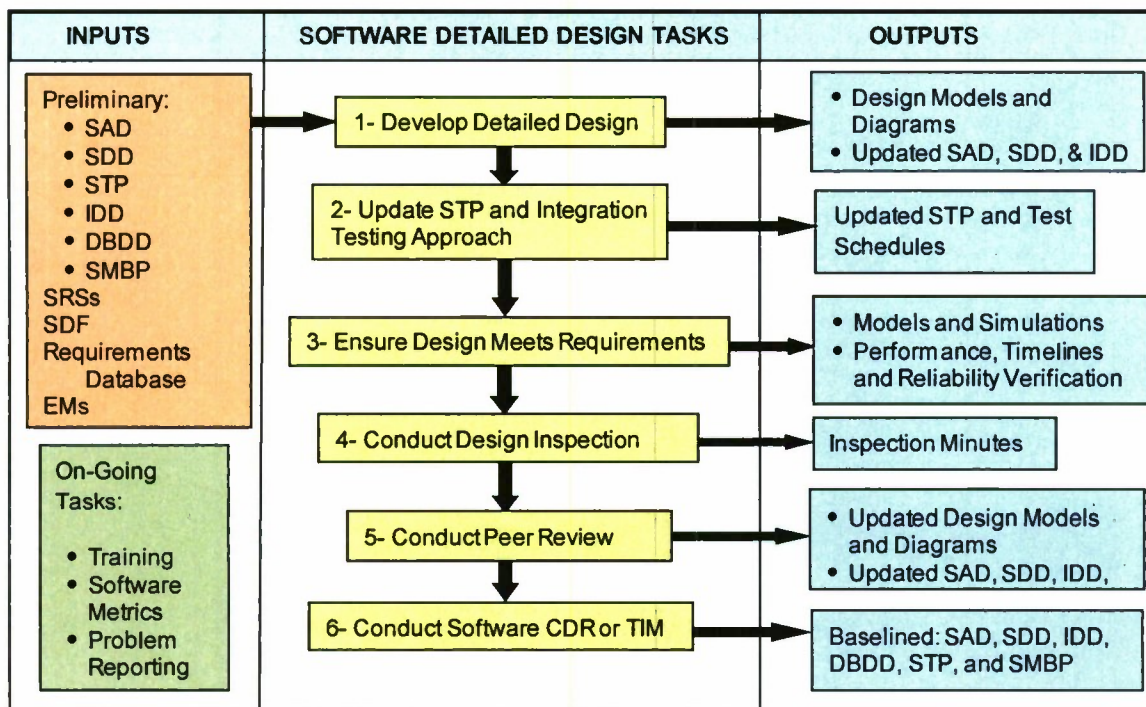 INPUTS
SOFTWARE DETAILED DESIGN TASKS
OUTPUTS
Preliminary:
• SAD
• SDD
• STP
• IDD
• DBDD
• SMBP
SRSs
SDF
Requirements
Database
EMs
On-Going
Tasks:
• Training
• Software
Metrics
• Problem
Reporting
1- Develop Detailed Design
2- Update STP and Integration
Testing Approach
3- Ensure Design Meets Requirements
4- Conduct Design Inspection
5- Conduct Peer Review
6- Conduct Software CDR or TIM
• Design Models and
Diagrams
• Updated SAD, SDD, & IDD
Updated STP and Test
Schedules
• Models and Simulations
• Performance, Timelines
and Reliability Verification
Inspection Minutes
• Updated Design Models
and Diagrams
• Updated SAD, SDD, IDD,
Baselined: SAD, SDD, IDD,
DBDD, STP, and SMBP